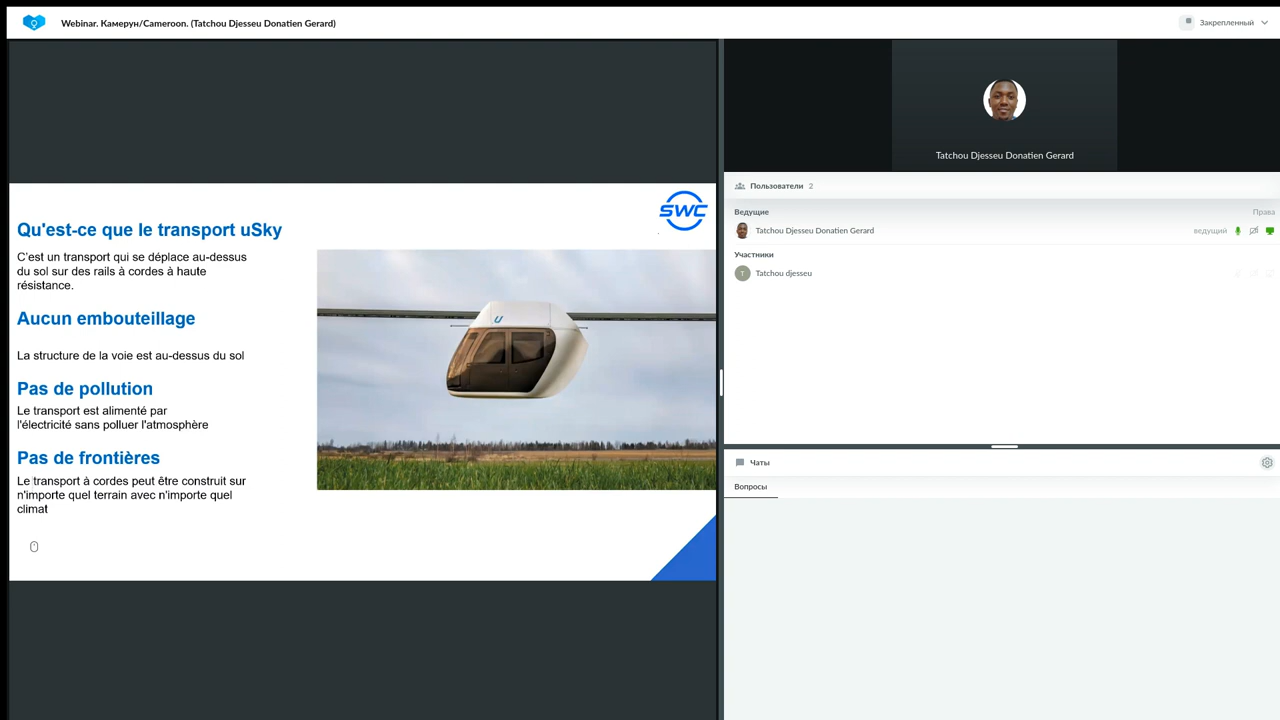 Webinar. Камерун/Cameroon. (Tatchou Djesseu Donatien Gerard)
Закрепленный
Qu'est-ce que le transport uSky
C'est un transport qui se déplace au-dessus
du sol sur des rails à cordes à haute
résistance.
Aucun embouteillage
La structure de la voie est au-dessus du sol
Pas de pollution
Le transport est alimenté par
l'électricité sans polluer l'atmosphère
Pas de frontières
Le transport à cordes peut être construit sur
n'importe quel terrain avec n'importe quel
climat
SWC
U
Tatchou Djesseu Donatien Gerard
Пользователи 2
Ведущие Права
Tatchou Djesseu Donatien Gerard ведущий
Участники
T Tatchou djesseu
Чаты
Вопросы